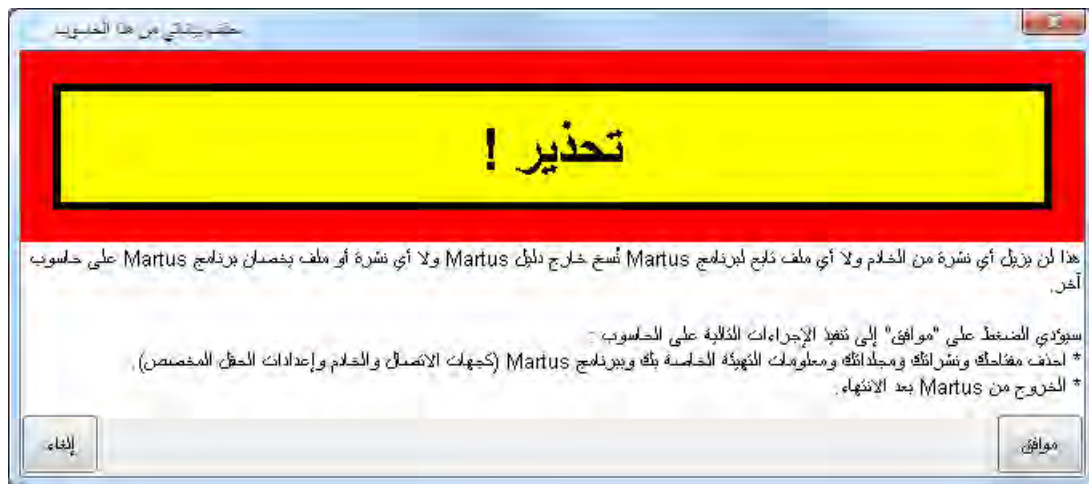 حذف بياناتي من هذا الحاسوب
تحذير !
هذا لن يزيل أي نشرة من الخادم ولا أي ملف تابع لبرنامج Martus نُسخ خارج دليل Martus ولا أي نشرة أو ملف يخصان برنامج Martus على حاسوب
آخر.
سيؤدي الضغط على "موافق" إلى تنفيذ الإجراءات التالية على الحاسوب :
* احذف مفتاحك ونشراتك ومجلداتك ومعلومات التهيئة الخاصة بك وببرنامج Martus (كجهات الاتصال والخادم وإعدادات الحقل المخصص).
* الخروج من Martus بعد الانتهاء.
موافق
إلغاء